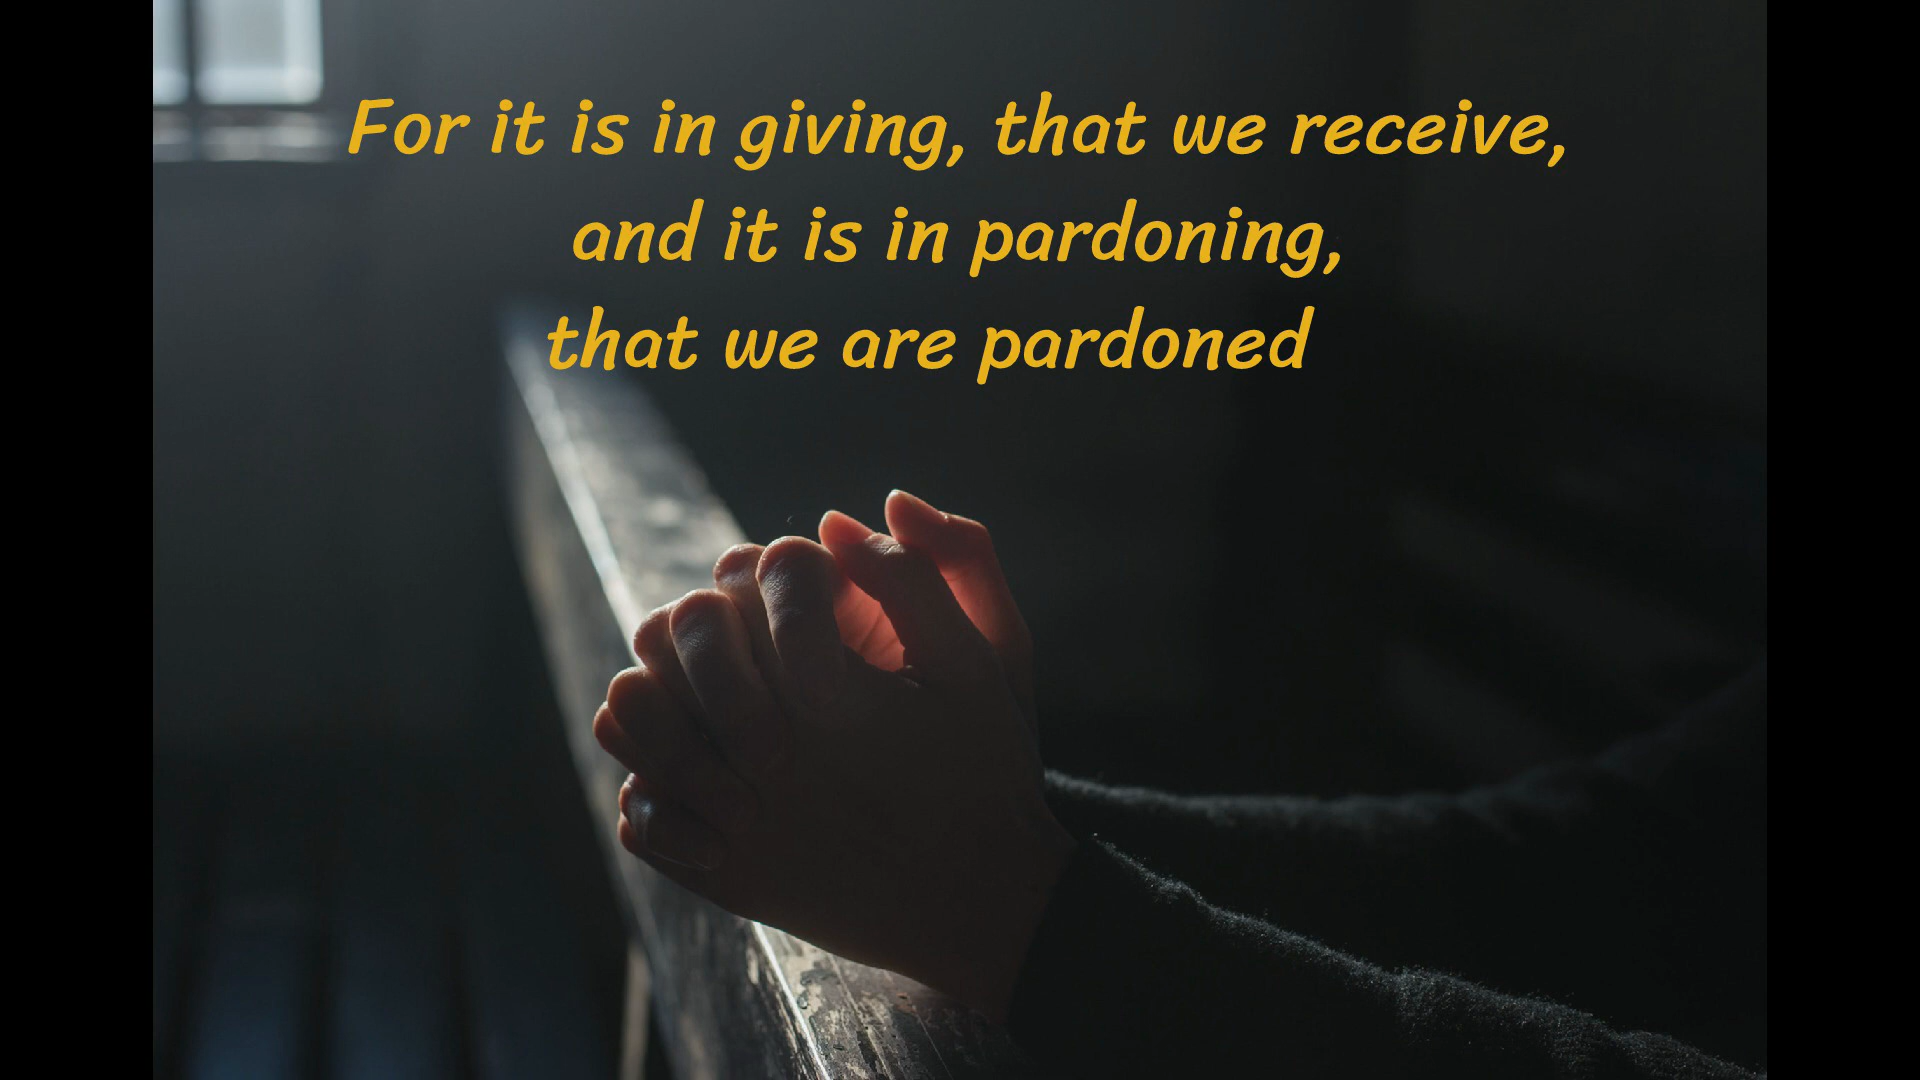 For it is in giving, that we receive,
and it is in pardoning,
that we are pardoned